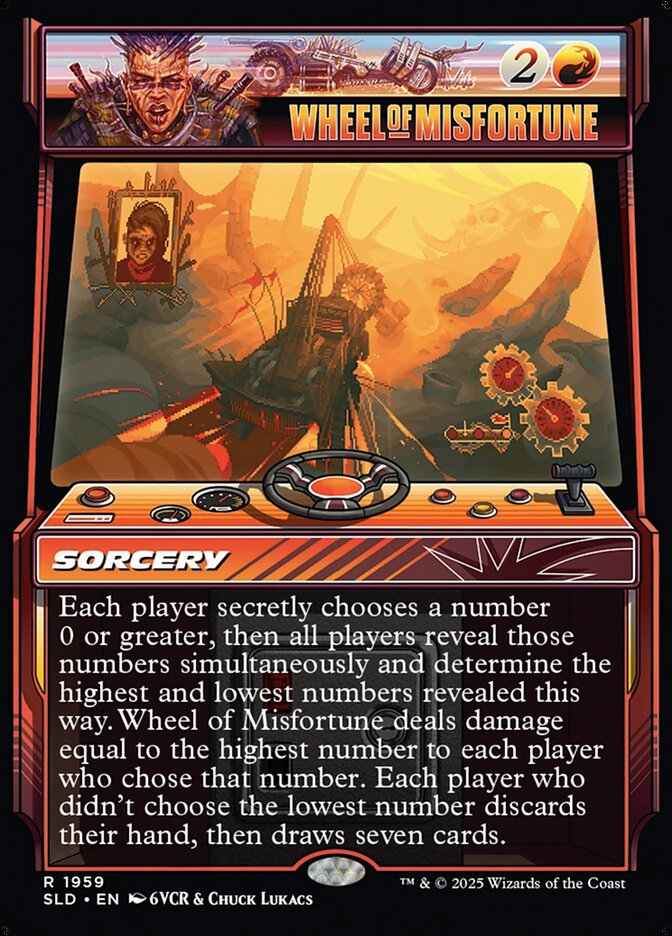 2
WHEEL OF MISFORTUNE
SORCERY
Each player secretly chooses a number
0 or greater, then all players reveal those
numbers simultaneously and determine the
highest and lowest numbers revealed this
way. Wheel of Misfortune deals damage
equal to the highest number to each player
who chose that number. Each player who
didn't choose the lowest number discards
their hand, then draws seven cards.
R 1959
SLD • EN 6VCR & CHUCK LUKACS
™ & © 2025 Wizards of the Coast